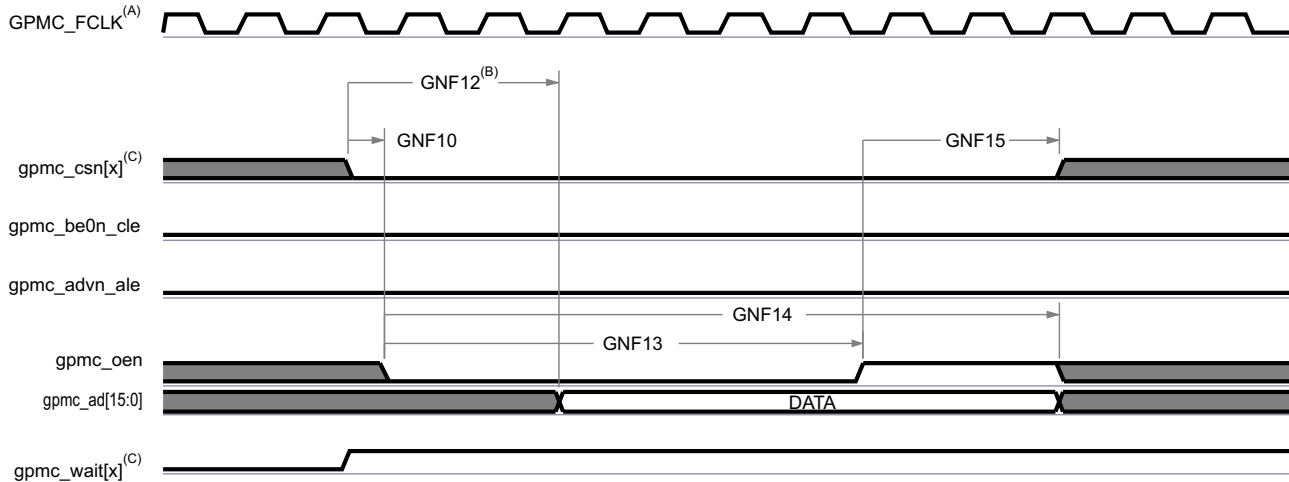 GPMC_FCLK(A)
GNF12(B)
GNF10
GNF15
gpmc_csn[x](C)
gpmc_be0n_cle
gpmc_advn_ale
GNF14
GNF13
gpmc_oen
gpmc_ad[15:0]
DATA
gpmc_wait[x](C)